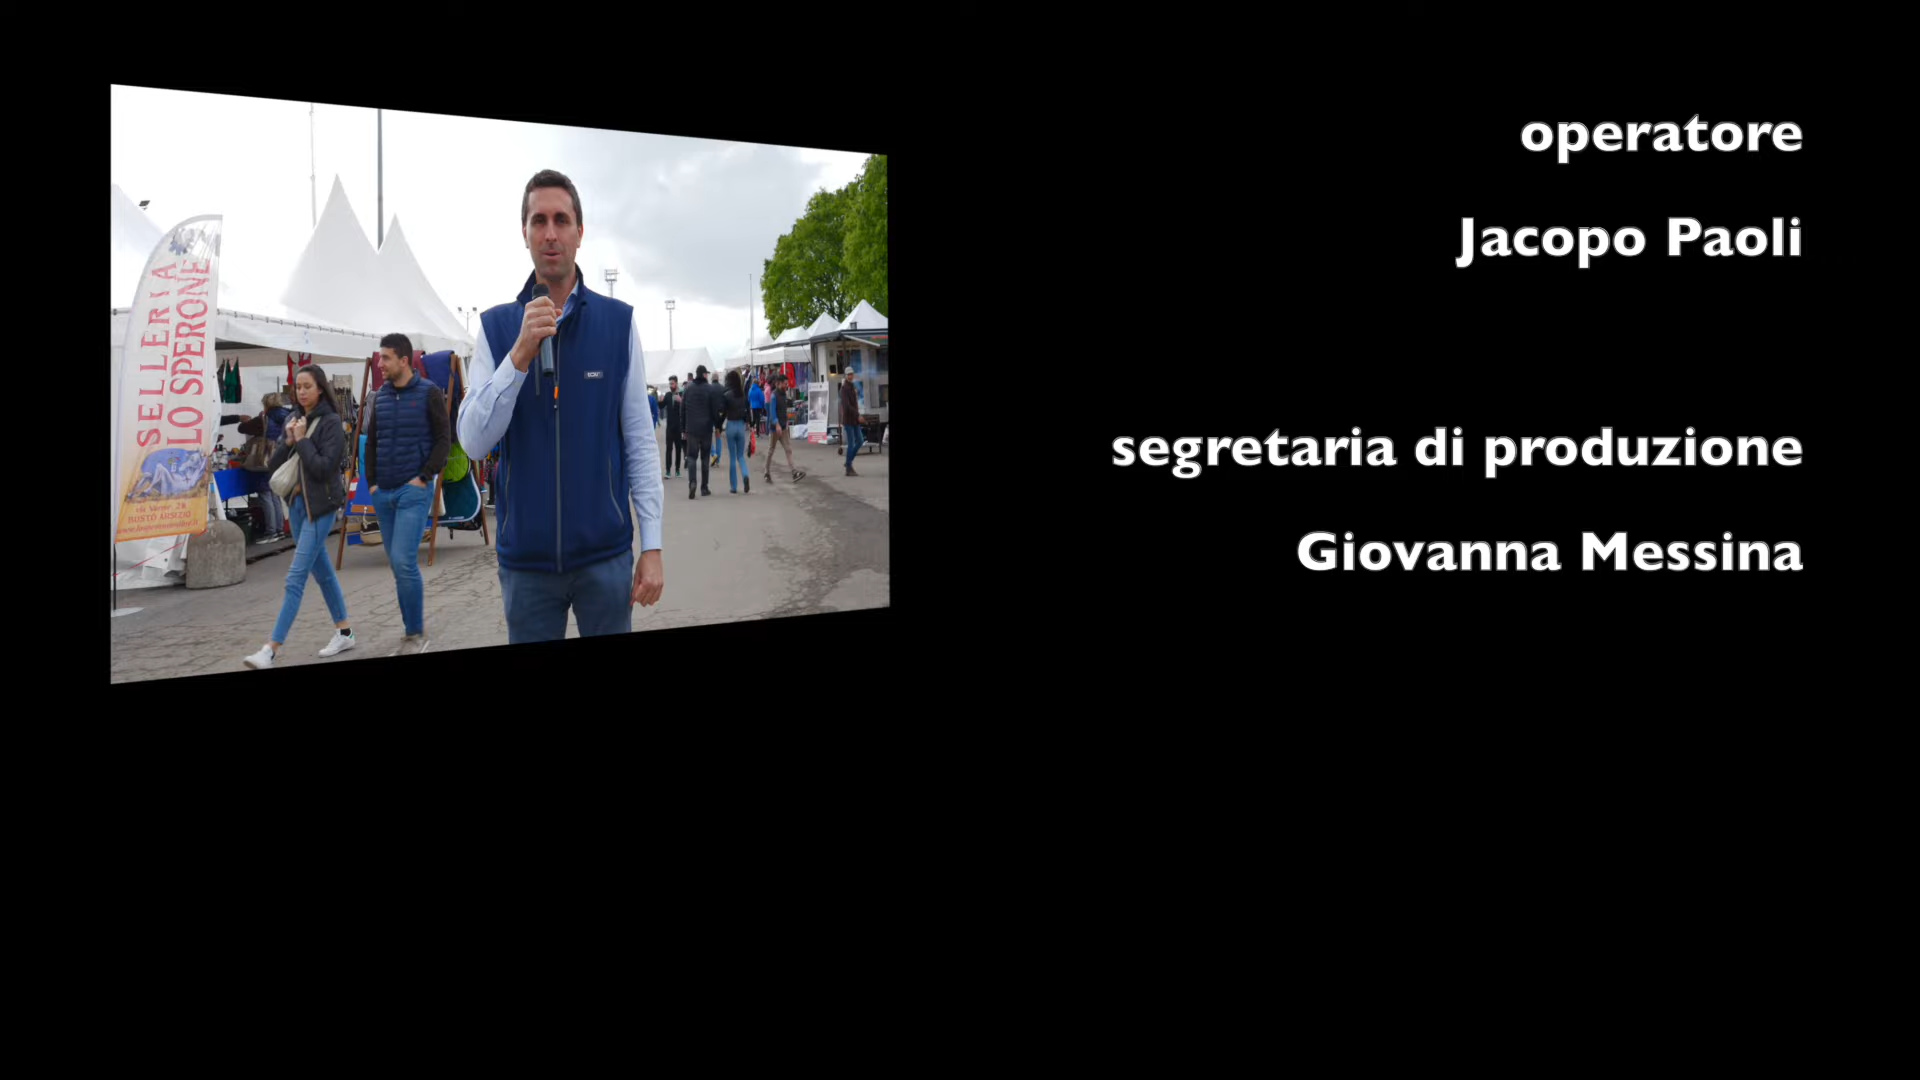 SELLERIA
LO SPERONE
BUSTO ARSIZIO
operatore
Jacopo Paoli
segretaria di produzione
Giovanna Messina